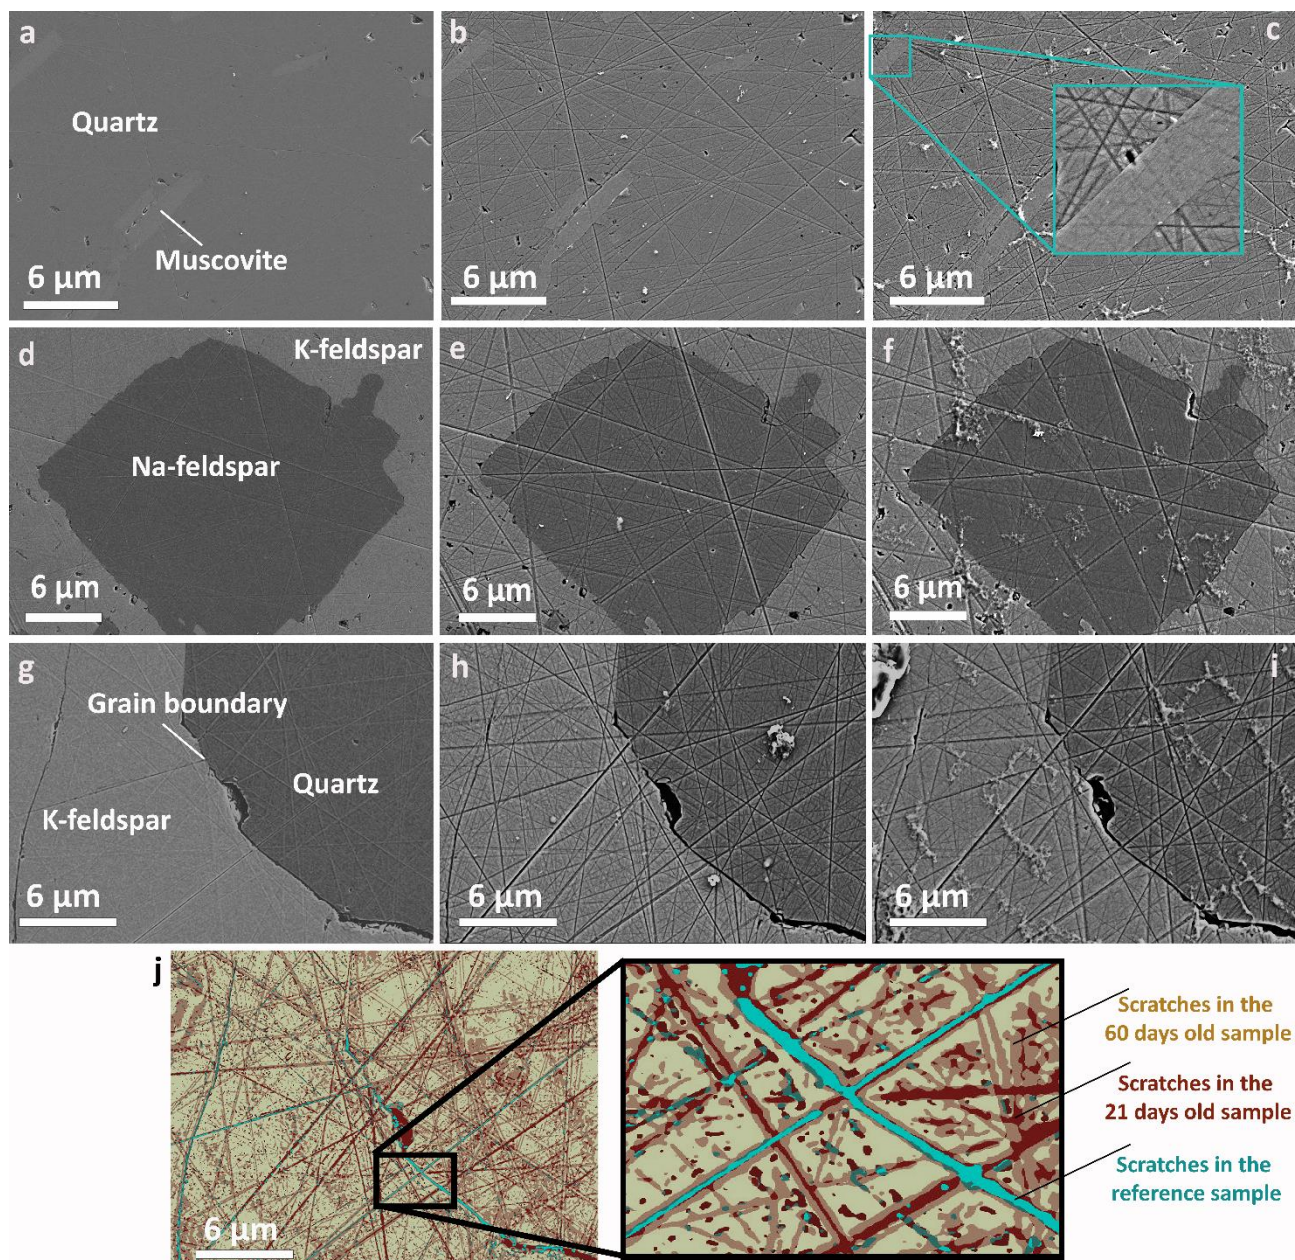 a
b
c
Quartz
Muscovite
6 µm
6 µm
6 µm
d
K-feldspar
e
f
Na-feldspar
6 µm
6 µm
6 µm
g
h
i
Grain boundary
Quartz
K-feldspar
6 µm
6 µm
6 µm
j
6 µm
Scratches in the
60 days old sample
Scratches in the
21 days old sample
Scratches in the
reference sample